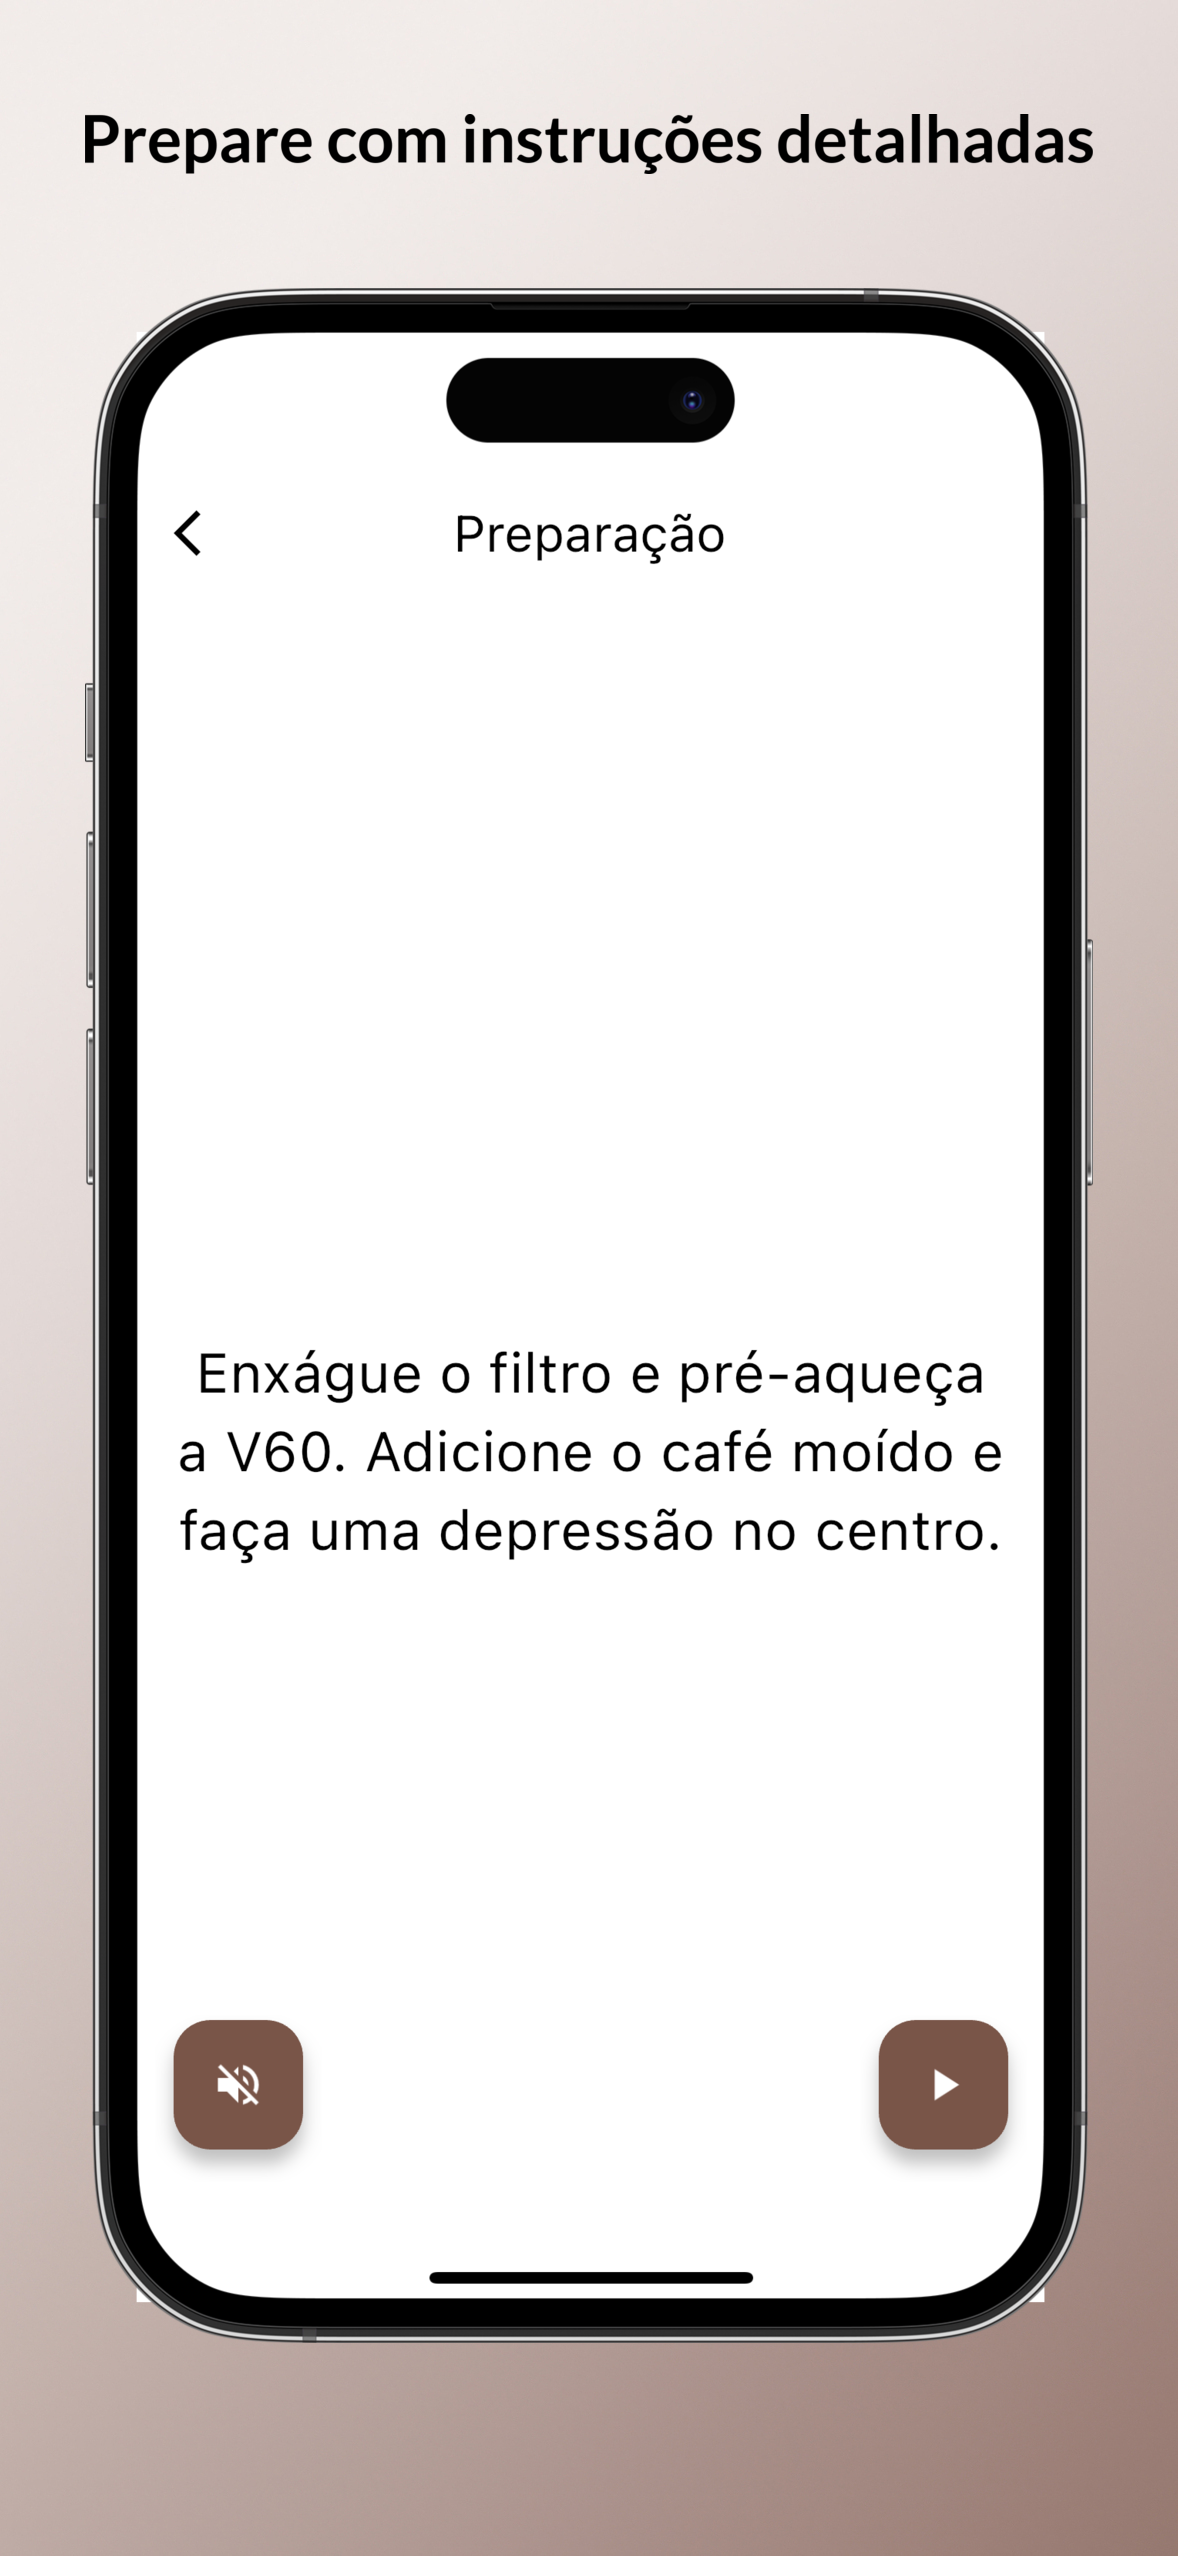 Prepare com instruções detalhadas
Preparação
Enxágue o filtro e pré-aqueça
a V60. Adicione o café moído e
faça uma depressão no centro.